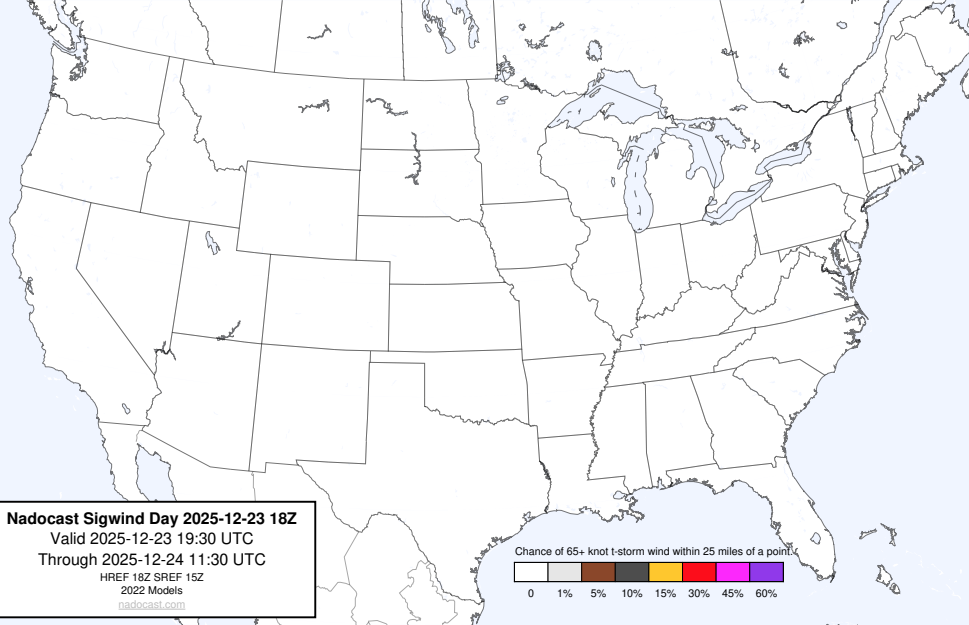 Nadocast Sigwind Day 2025-12-23 18Z
Valid 2025-12-23 19:30 UTC
Through 2025-12-24 11:30 UTC
HREF 18Z SREF 15Z
2022 Models
nadocast.com
Chance of 65+ knot t-storm wind within 25 miles of a point.
0 1% 5% 10% 15% 30% 45% 60%